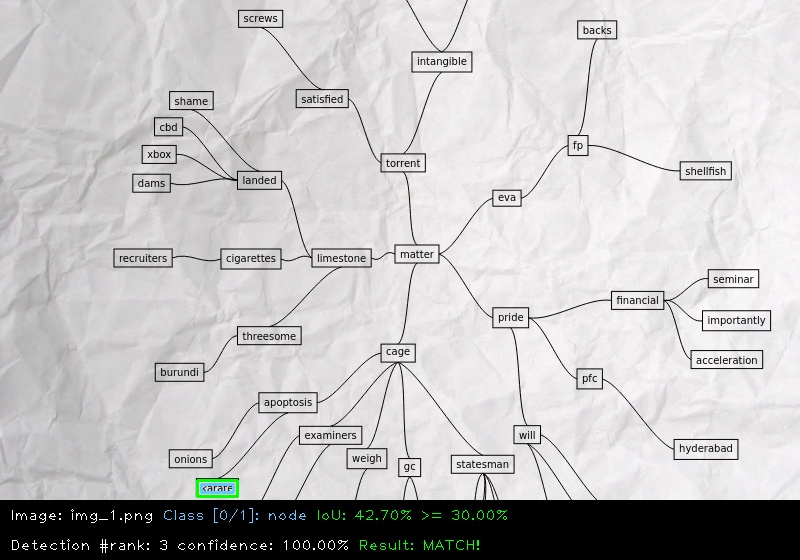 screws
backs
intangible
satisfied
shame
cbd
fp
xbox
torrent
shellfish
landed
dams
eva
matter
recruiters
cigarettes
limestone
seminar
financial
pride
importantly
threesome
cage
acceleration
burundi
pfc
apoptosis
examiners
will
hyderabad
onions
weigh
gc
statesman
Image: img_1.png Class [0/1]: node IoU: 42.70% >= 30.00%
Detection #rank: 3 confidence: 100.00% Result: MATCH!